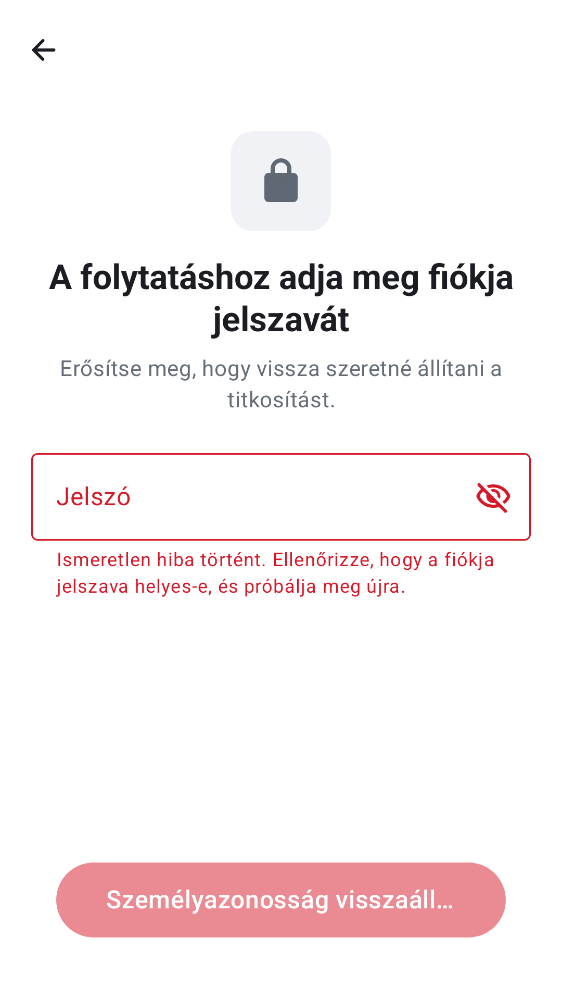 A folytatáshoz adja meg fiókja
jelszavát
Erősítse meg, hogy vissza szeretné állítani a
titkosítást.
Jelszó
Ismeretlen hiba történt. Ellenőrizze, hogy a fiókja
jelszava helyes-e, és próbálja meg újra.
Személyazonosság visszaáll…